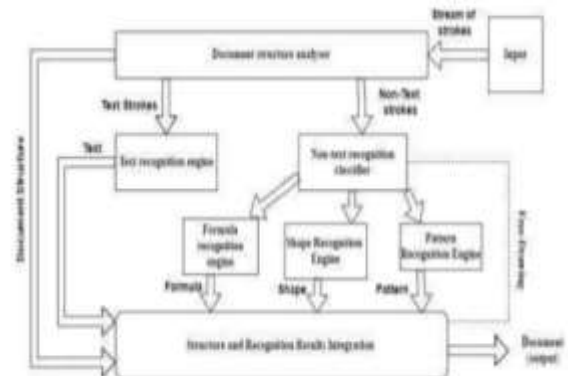 Stream of
strokes
Input
Document structure analyser
Text Strokes
Non-Text
strokes
Text
Text recognition engine
Non-text recognition
classifier
Document Structure
Formula
recognition
engine
Shape Recognition
Engine
Pattern
Recognition Engine
Formula
Shape
Pattern
Structure and Recognition Results Integration
Document
(output)